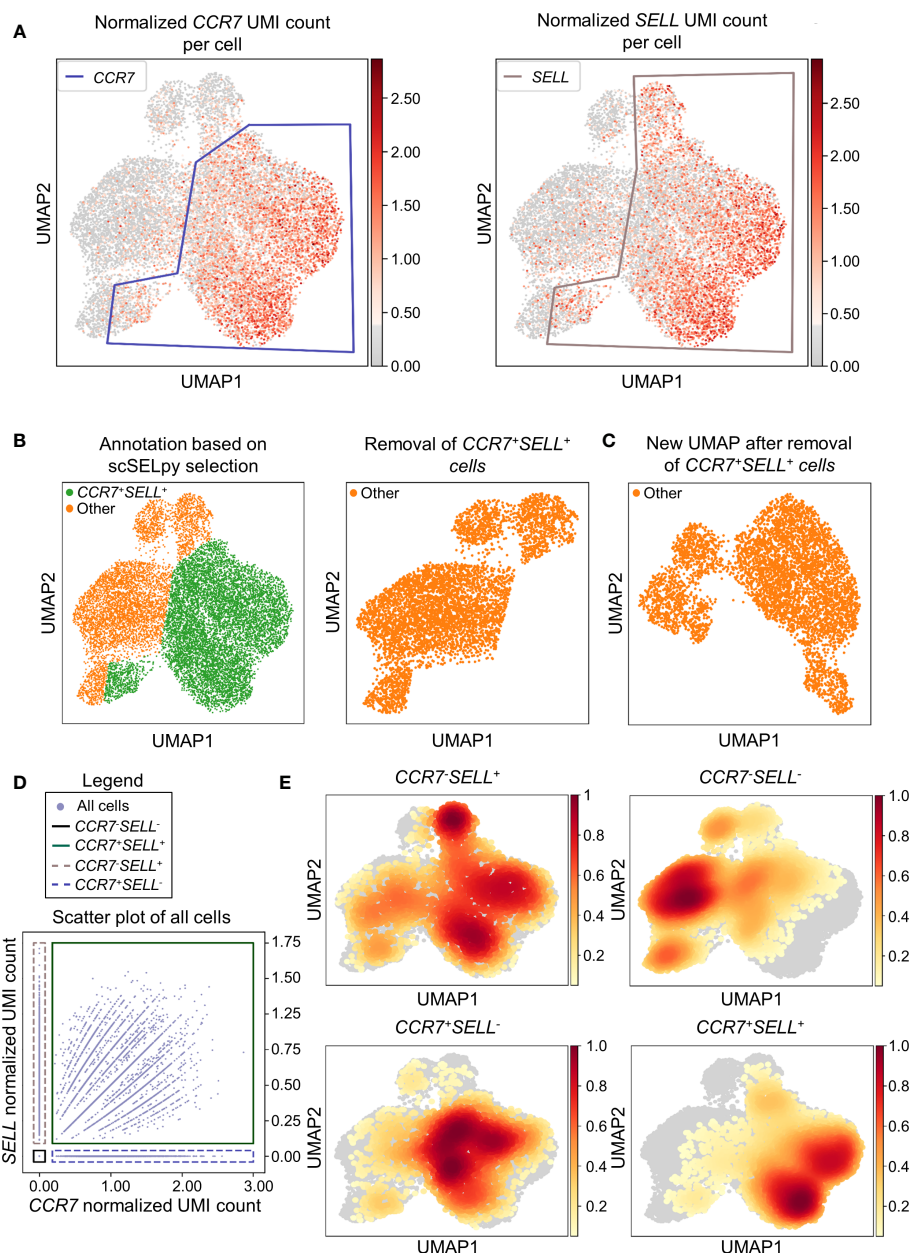 A
Normalized CCR7 UMI count
per cell
CCR7
2.50
2.00
1.50
1.00
0.50
0.00
UMAP2
UMAP1
Normalized SELL UMI count
per cell
SELL
2.50
2.00
1.50
1.00
0.50
0.00
UMAP2
UMAP1
B
Annotation based on
scSELpy selection
CCR7+SELL+
Other
UMAP2
UMAP1
Removal of CCR7+SELL+
cells
Other
UMAP2
UMAP1
C
New UMAP after removal
of CCR7+SELL+ cells
Other
UMAP2
UMAP1
D
Legend
All cells
CCR7-SELL-
CCR7+SELL+
CCR7-SELL+
CCR7+SELL-
Scatter plot of all cells
SELL normalized UMI count
1.75
1.50
1.25
0.75
0.50
0.25
0.00
0.00 1.00 2.00 3.00
CCR7 normalized UMI count
E
CCR7-SELL+
1
0.8
0.6
0.4
0.2
UMAP2
UMAP1
CCR7-SELL-
1.0
0.8
0.6
0.4
0.2
UMAP2
UMAP1
CCR7+SELL-
1.0
0.8
0.6
0.4
0.2
UMAP2
UMAP1
CCR7+SELL+
1.0
0.8
0.6
0.4
0.2
UMAP2
UMAP1